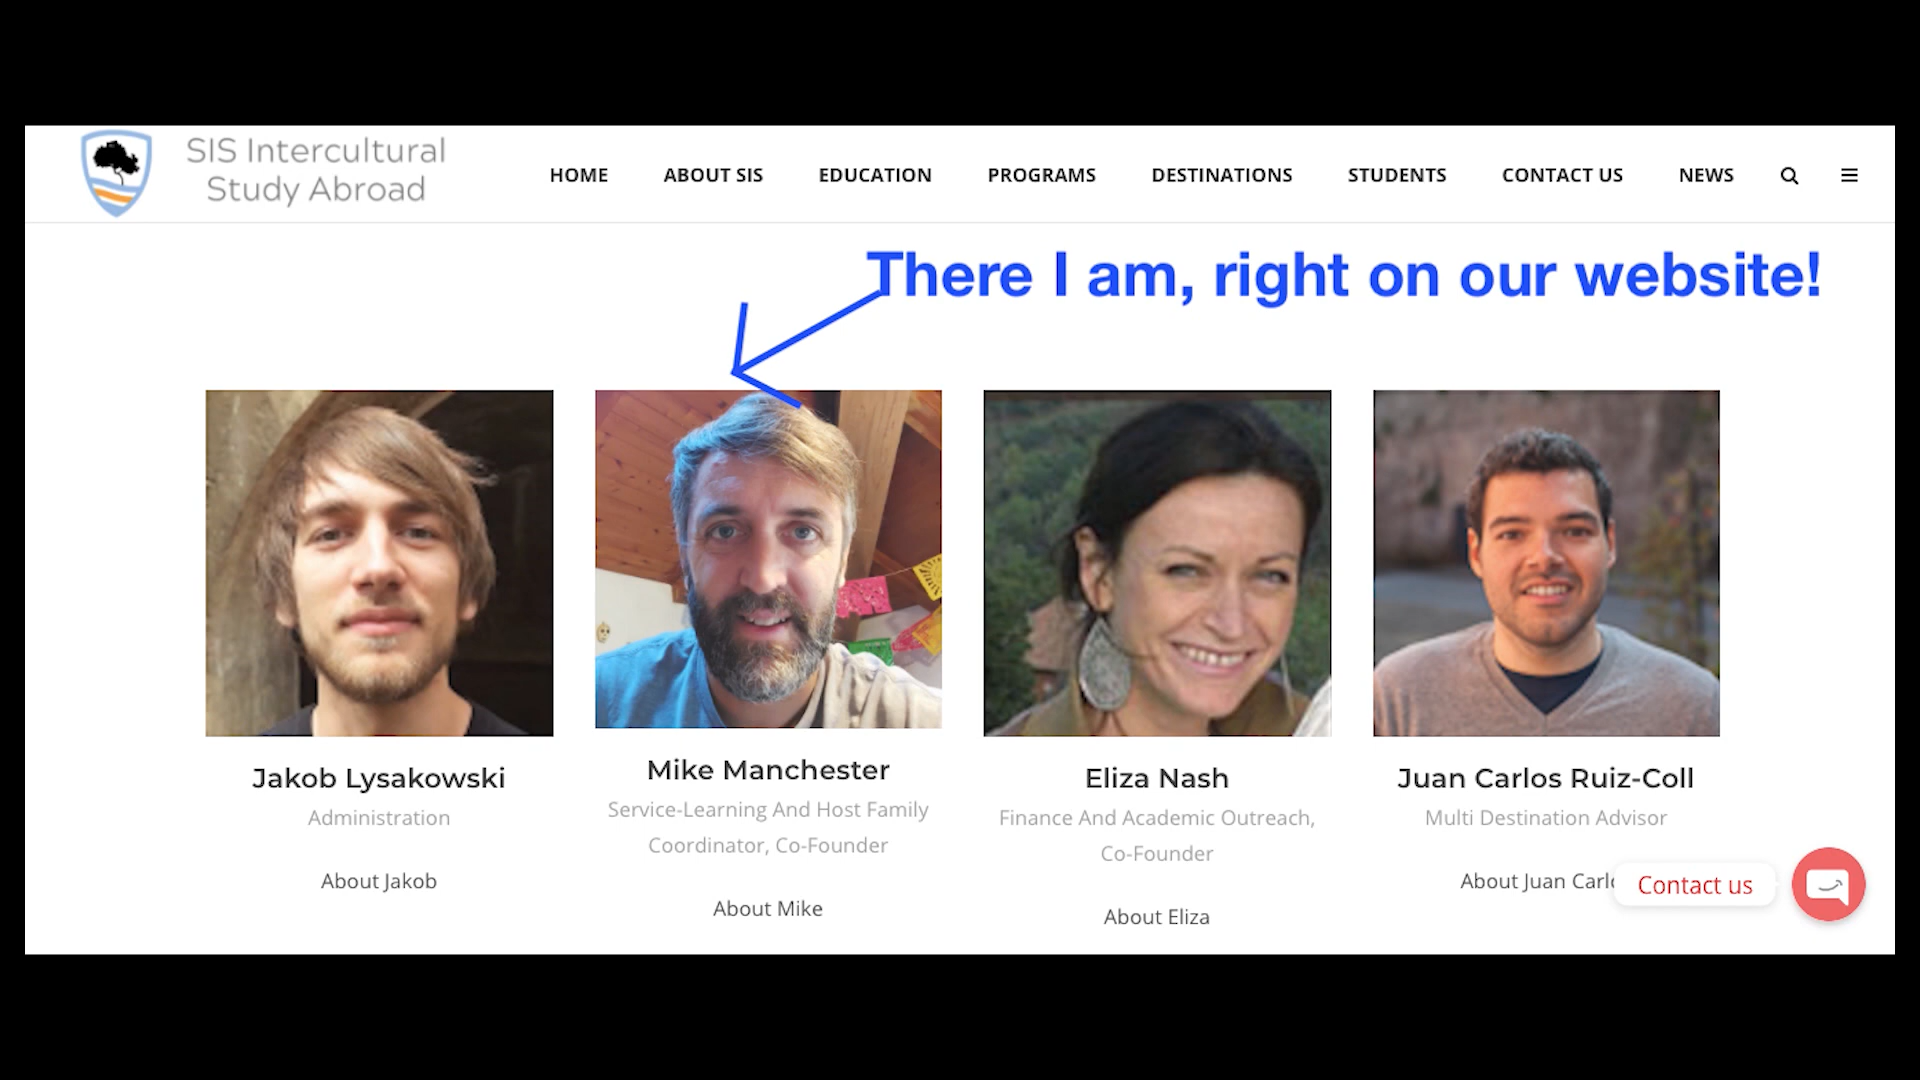 SIS Intercultural
Study Abroad
HOME ABOUT SIS EDUCATION PROGRAMS DESTINATIONS STUDENTS CONTACT US NEWS
There I am, right on our website!
Jakob Lysakowski
Administration
About Jakob
Mike Manchester
Service-Learning And Host Family
Coordinator, Co-Founder
About Mike
Eliza Nash
Finance And Academic Outreach,
Co-Founder
About Eliza
Juan Carlos Ruiz-Coll
Multi Destination Advisor
About Juan Carlo
Contact us